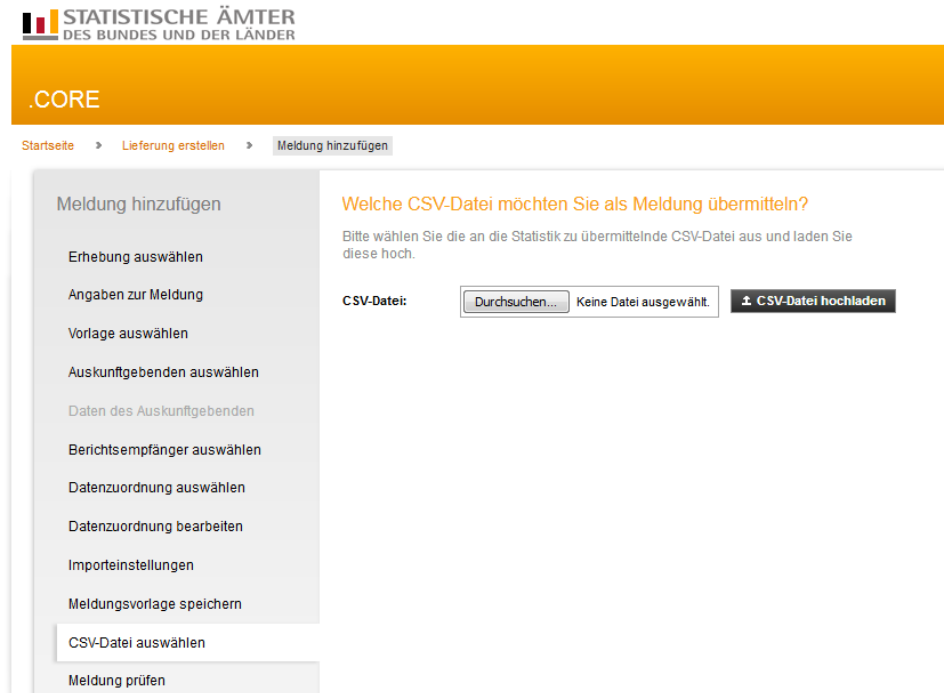 STATISTISCHE ÄMTER
DES BUNDES UND DER LÄNDER
.CORE
Startseite > Lieferung erstellen > Meldung hinzufügen
Meldung hinzufügen
Erhebung auswählen
Angaben zur Meldung
Vorlage auswählen
Auskunftgebenden auswählen
Daten des Auskunftgebenden
Berichtsempfänger auswählen
Datenzuordnung auswählen
Datenzuordnung bearbeiten
Importeinstellungen
Meldungsvorlage speichern
CSV-Datei auswählen
Meldung prüfen
Welche CSV-Datei möchten Sie als Meldung übermitteln?
Bitte wählen Sie die an die Statistik zu übermittelnde CSV-Datei aus und laden Sie
diese hoch.
CSV-Datei: Durchsuchen... Keine Datei ausgewählt. CSV-Datei hochladen